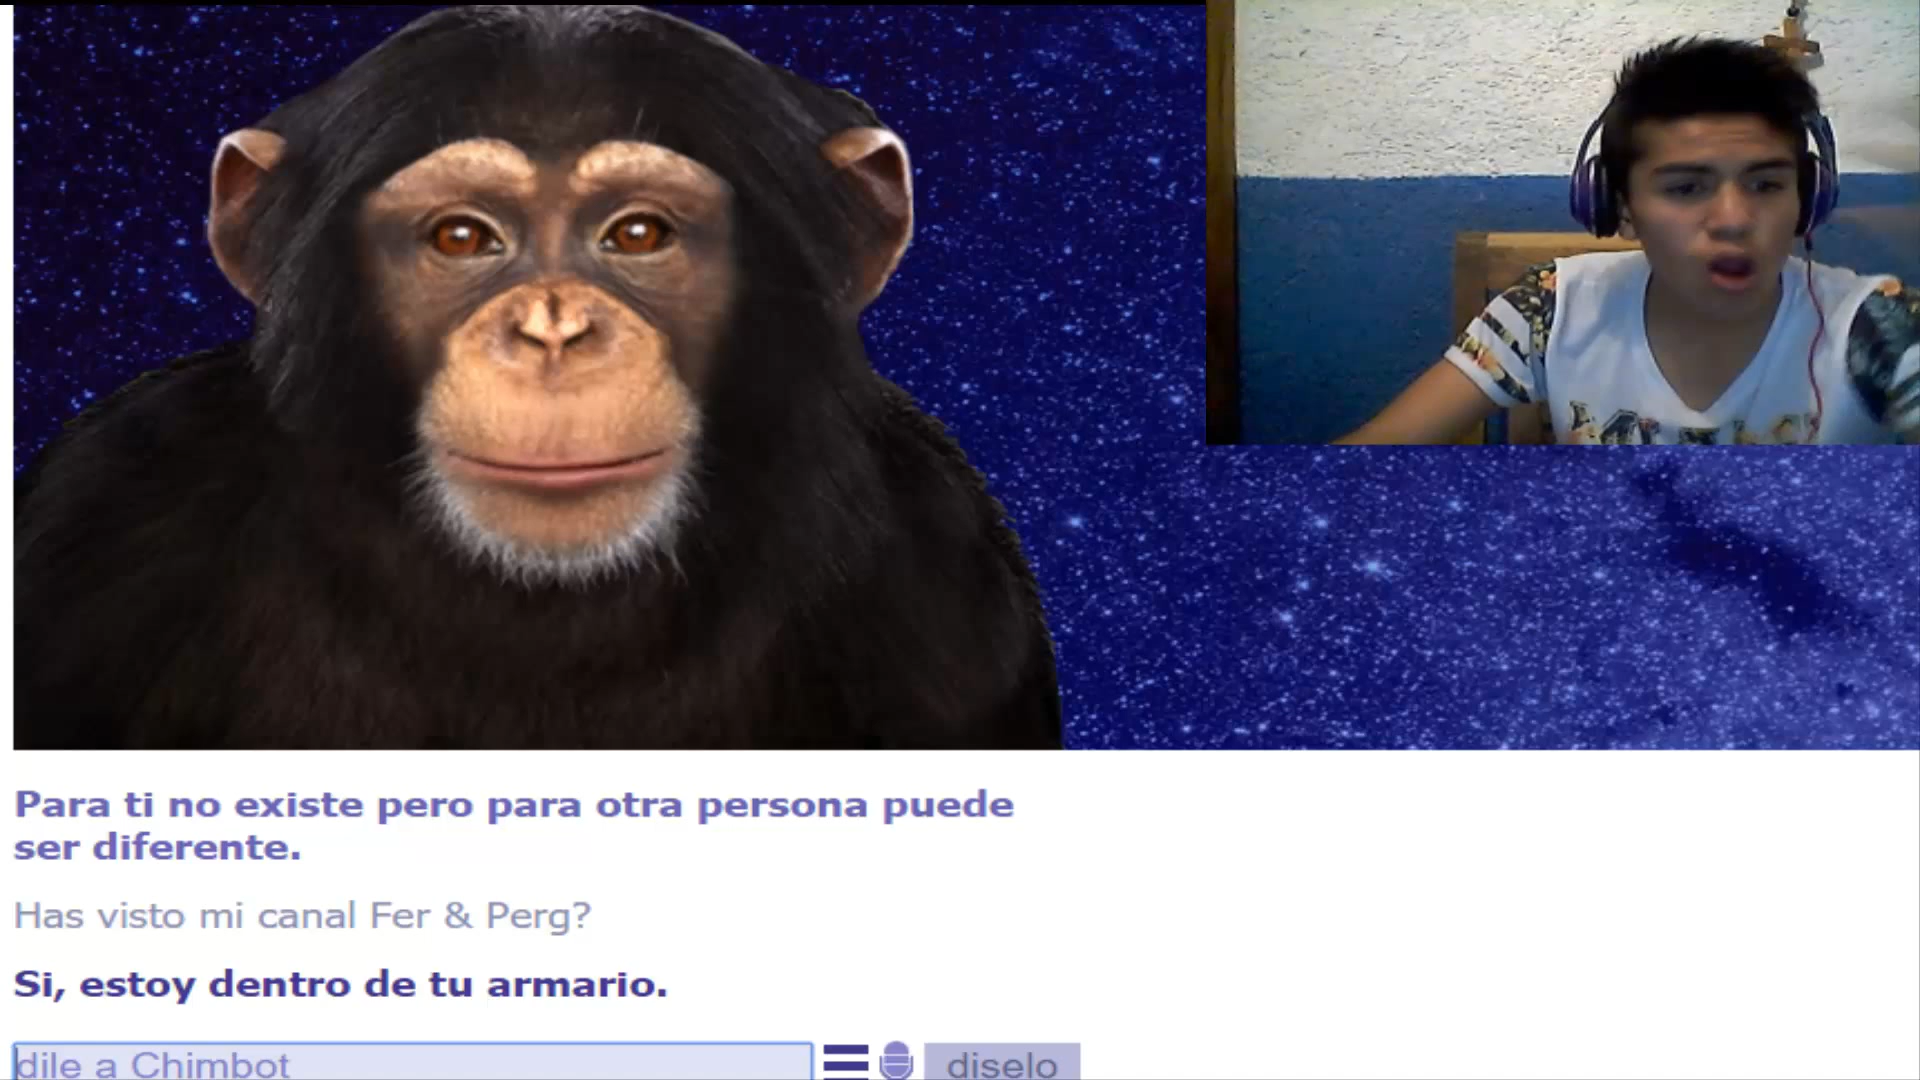 Para ti no existe pero para otra persona puede
ser diferente.
Has visto mi canal Fer & Perg?
Si, estoy dentro de tu armario.
dile a Chimbot
diselo